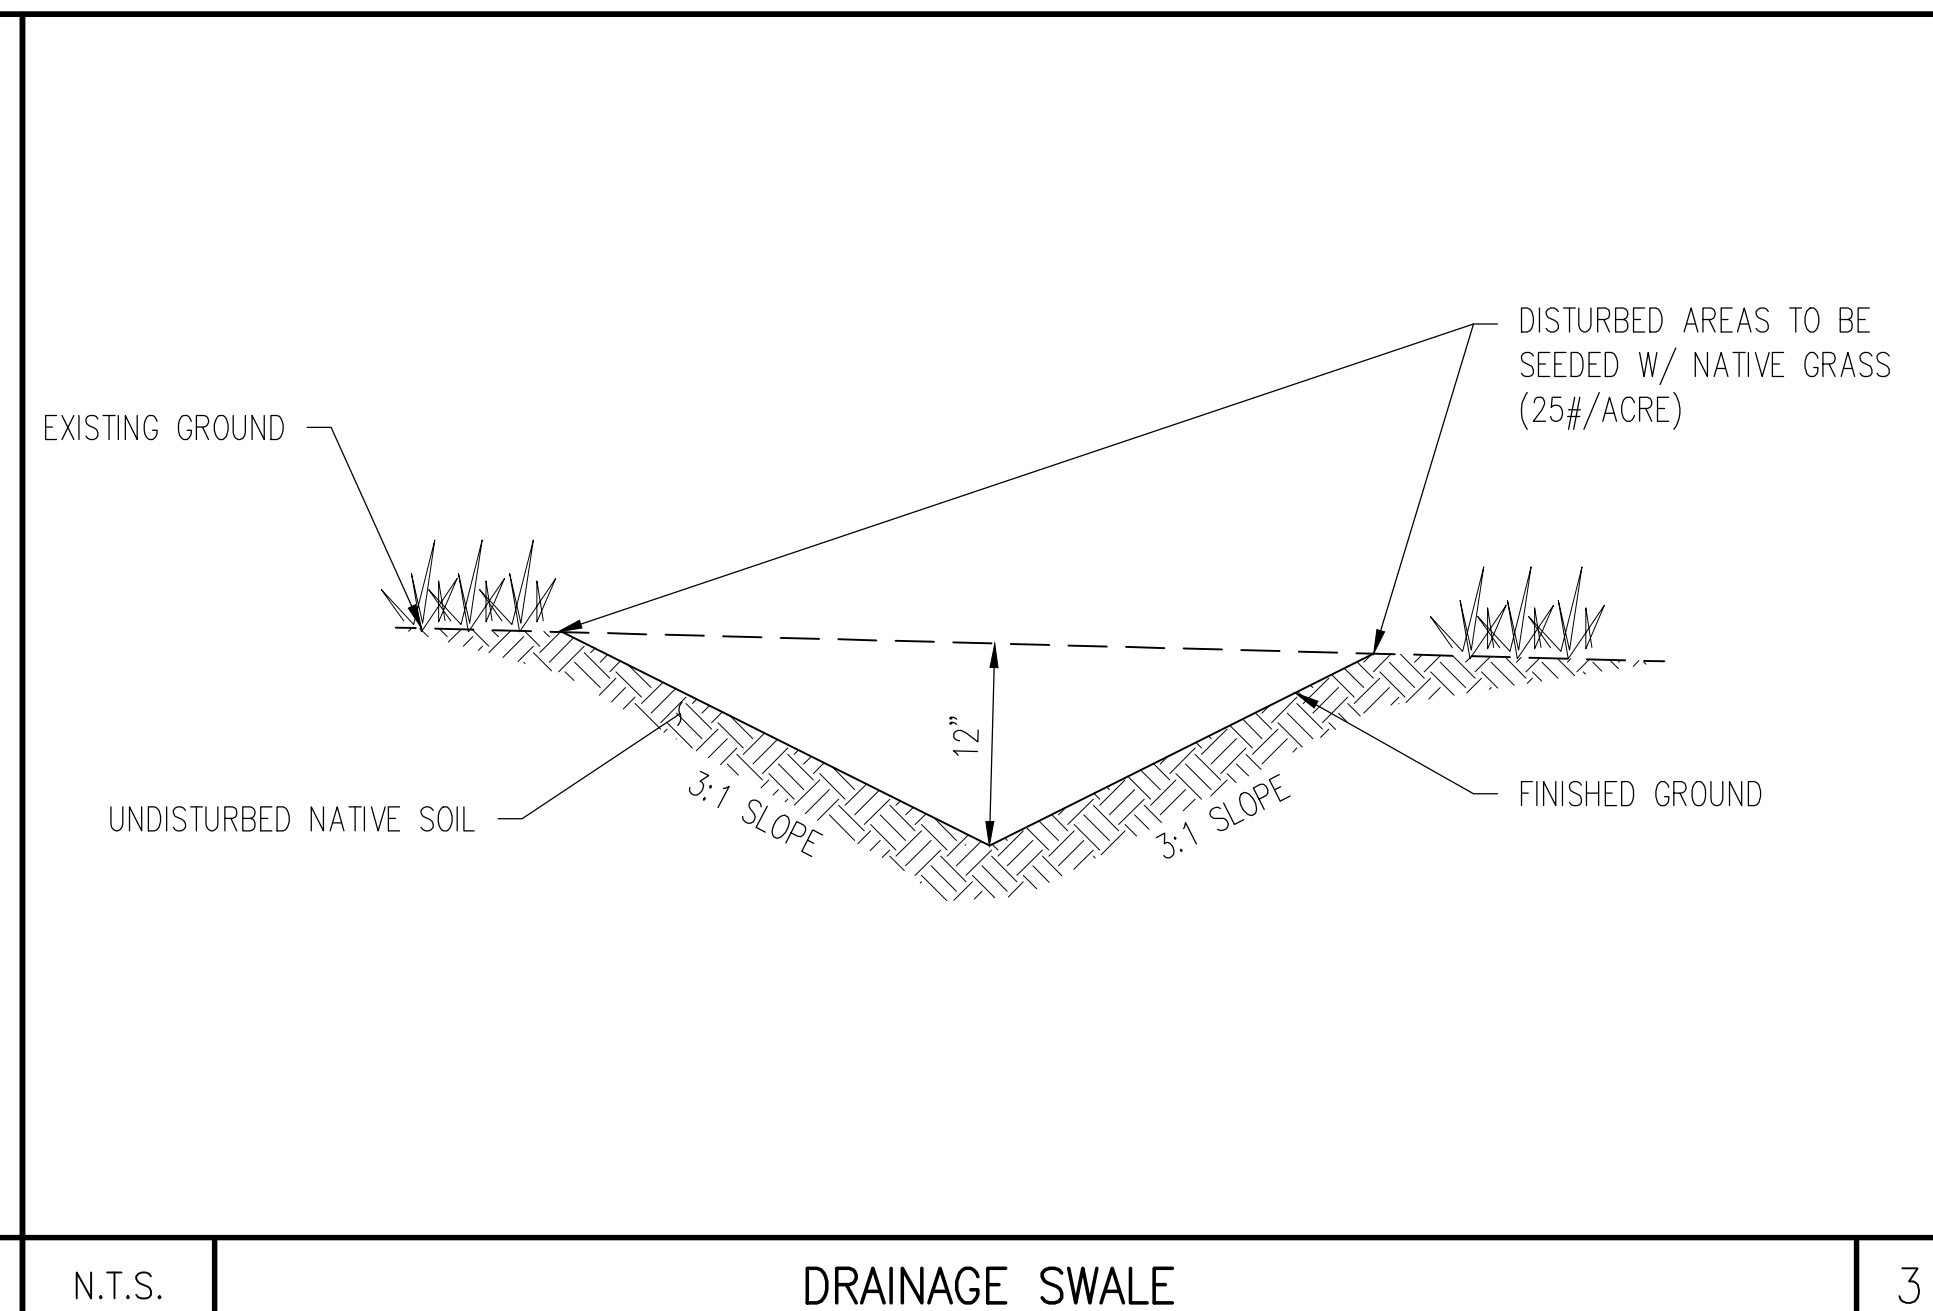 DISTURBED AREAS TO BE
SEEDED W/ NATIVE GRASS
(25#/ACRE)
EXISTING GROUND
12"
3:1 SLOPE
3:1 SLOPE
FINISHED GROUND
UNDISTURBED NATIVE SOIL
N.T.S.
DRAINAGE SWALE
3